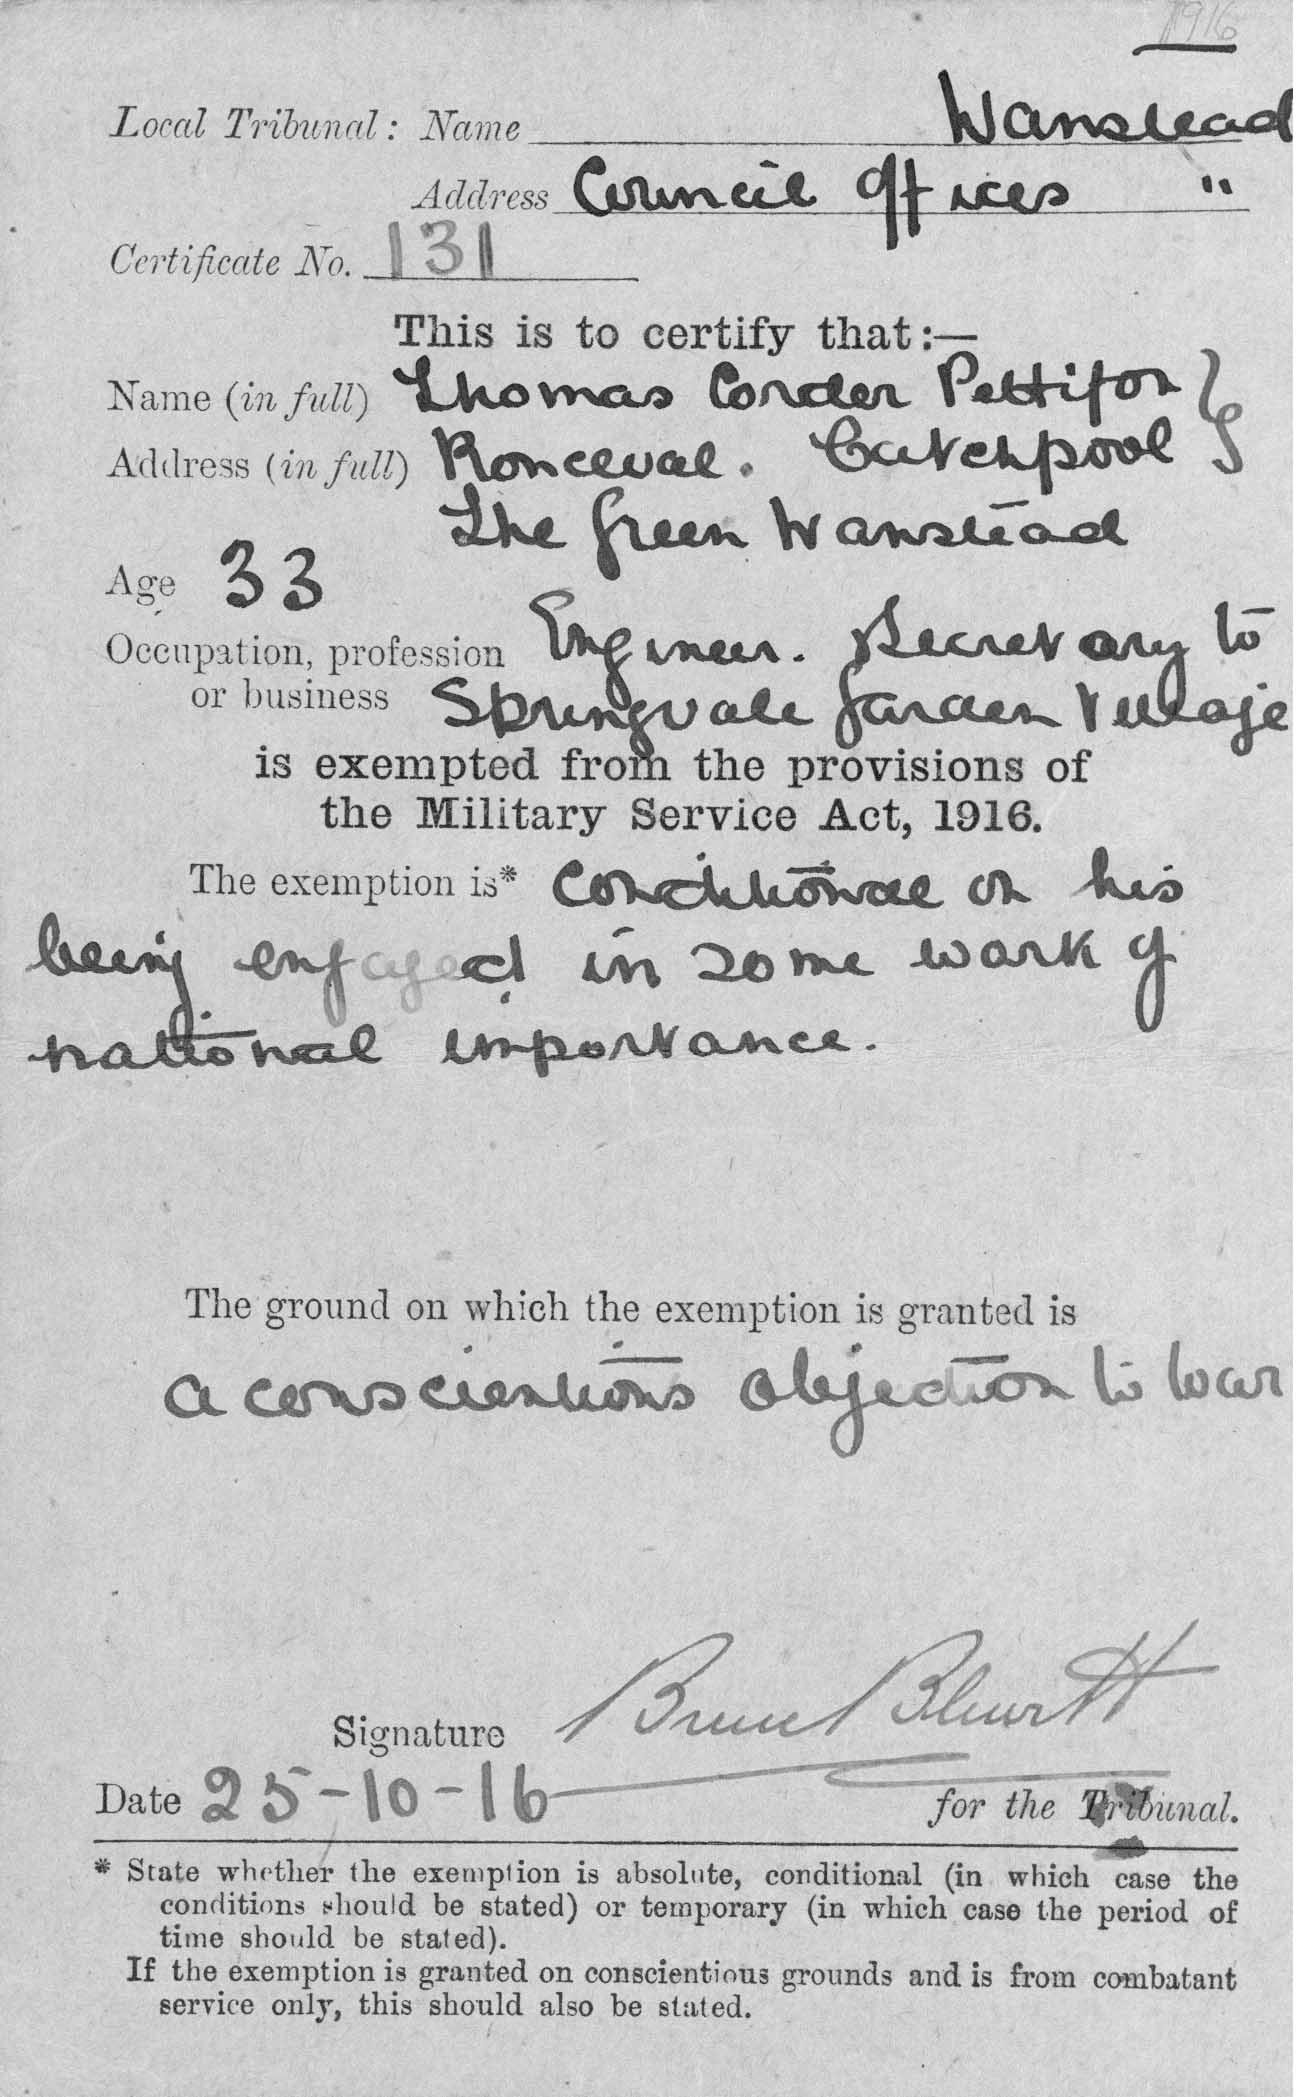 1916
Local Tribunal: Name Wanstead
Address Council Offices "
Certificate No. 131
This is to certify that:—
Name (in full) Thomas Corder Pettifor }
Address (in full) Ronceval. Catchpool
The Green Wanstead
Age 33
Occupation, profession Engineer. Secretary to
or business Springvale Garden Village
is exempted from the provisions of
the Military Service Act, 1916.
The exemption is* Conditional on his
being engaged in some work of
national importance.
The ground on which the exemption is granted is
a conscientious objection to war
Signature
Date 25-10-16 for the Tribunal.
* State whether the exemption is absolute, conditional (in which case the
conditions should be stated) or temporary (in which case the period of
time should be stated).
If the exemption is granted on conscientious grounds and is from combatant
service only, this should also be stated.